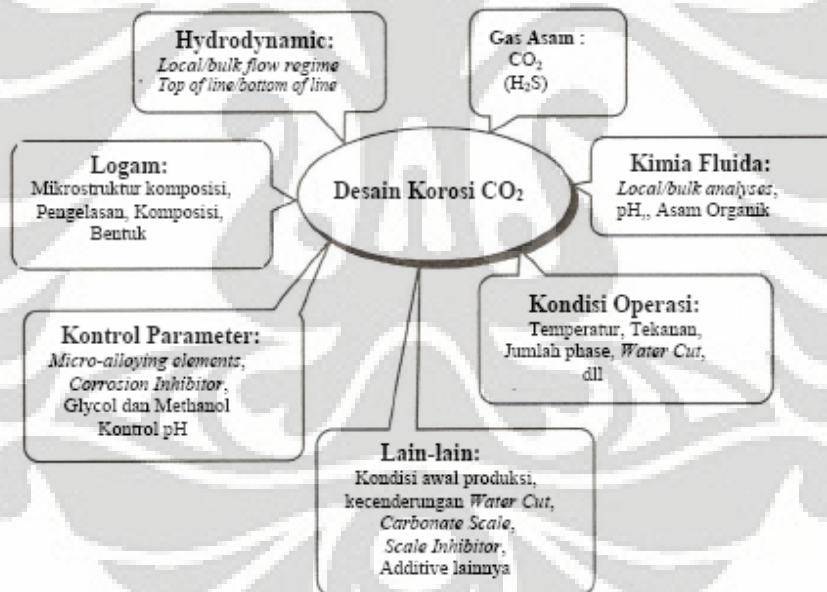 Hydrodynamic:
Local/bulk flow regime
Top of line/bottom of line
Gas Asam :
CO₂
(H₂S)
Logam:
Mikrostruktur komposisi,
Pengelasan, Komposisi,
Bentuk
Desain Korosi CO₂
Kimia Fluida:
Local/bulk analyses,
pH,, Asam Organik
Kontrol Parameter:
Micro-alloying elements,
Corrosion Inhibitor,
Glycol dan Methanol
Kontrol pH
Kondisi Operasi:
Temperatur, Tekanan,
Jumlah phase, Water Cut,
dll
Lain-lain:
Kondisi awal produksi,
kecenderungan Water Cut,
Carbonate Scale,
Scale Inhibitor,
Additive lainnya